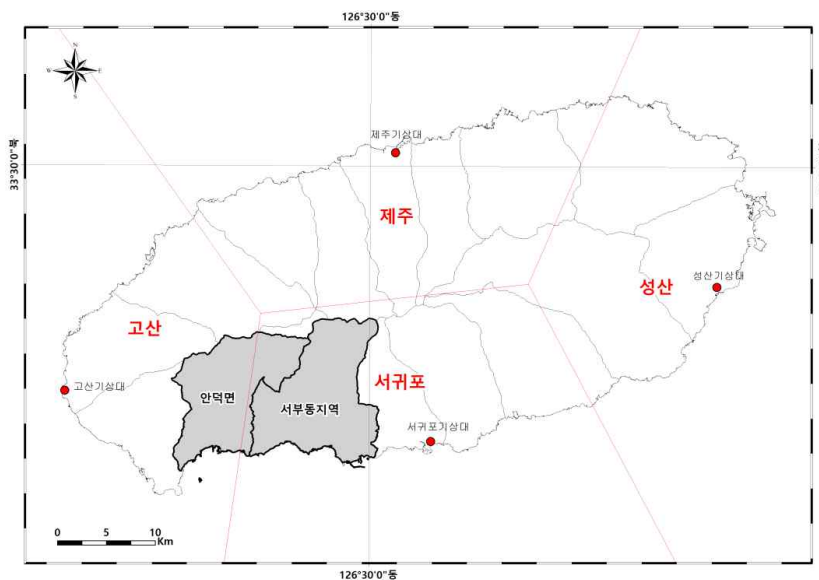 126°30'0"동
N
W
E
S
33°30'0"북
제주기상대
제주
성산기상대
성산
고산
고산기상대
안덕면
서부동지역
서귀포
서귀포기상대
0 5 10
Km
126°30'0"동